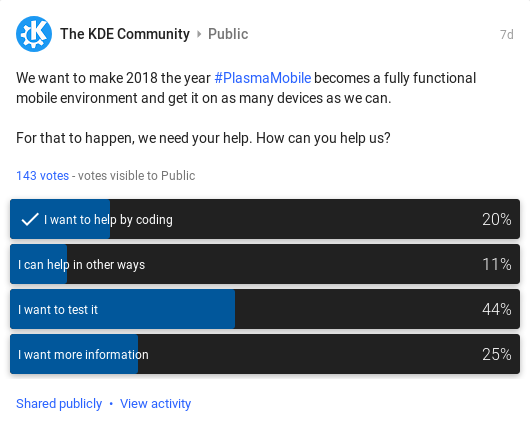 The KDE Community ▸ Public 7d
We want to make 2018 the year #PlasmaMobile becomes a fully functional
mobile environment and get it on as many devices as we can.
For that to happen, we need your help. How can you help us?
143 votes - votes visible to Public
I want to help by coding 20%
I can help in other ways 11%
I want to test it 44%
I want more information 25%
Shared publicly • View activity